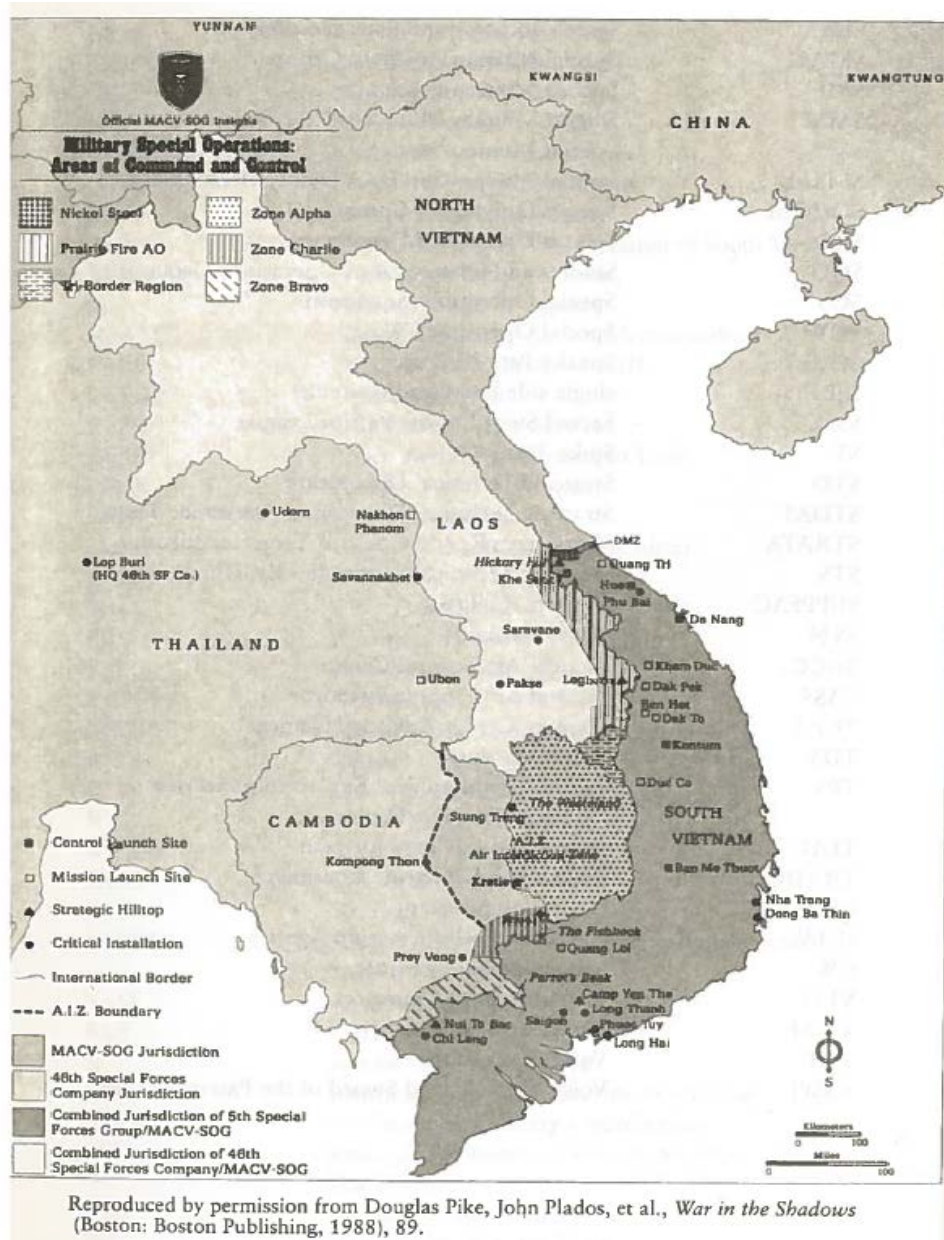 YUNNAN
KWANGSI
KWANGTUNG
CHINA
Official MACV-SOG Insignia
Military Special Operations:
Areas of Command and Control
Nickel Steel
Zone Alpha
Prairie Fire AO
Zone Charlie
Tri-Border Region
Zone Bravo
NORTH
VIETNAM
LAOS
Udorn
Nakhon
Phanom
Lop Buri
(HQ 46th SF Co.)
Savannakhet
DMZ
Hickory Hill
Khe Sanh
Quang Tri
Hue
Phu Bai
Da Nang
THAILAND
Saravane
Ubon
Pakse
Leghorn
Kham Duc
Dak Pek
Ben Het
Dak To
Kontum
Duc Co
CAMBODIA
The Wasteland
Stung Treng
SOUTH
VIETNAM
A.I.Z.
Air Interdiction Zone
Kompong Thon
Kratie
Ban Me Thuot
Nha Trang
Dong Ba Thin
The Fishhook
Quang Loi
Prey Veng
Parrot's Beak
Camp Yen The
Long Thanh
Saigon
Phuoc Tuy
Long Hai
Nui Ta Bec
Chi Lang
Control Launch Site
Mission Launch Site
Strategic Hilltop
Critical Installation
International Border
A.I.Z. Boundary
MACV-SOG Jurisdiction
46th Special Forces
Company Jurisdiction
Combined Jurisdiction of 5th Special
Forces Group/MACV-SOG
Combined Jurisdiction of 46th
Special Forces Company/MACV-SOG
N
S
Kilometers
0 100
Miles
0 100
Reproduced by permission from Douglas Pike, John Plados, et al., War in the Shadows
(Boston: Boston Publishing, 1988), 89.